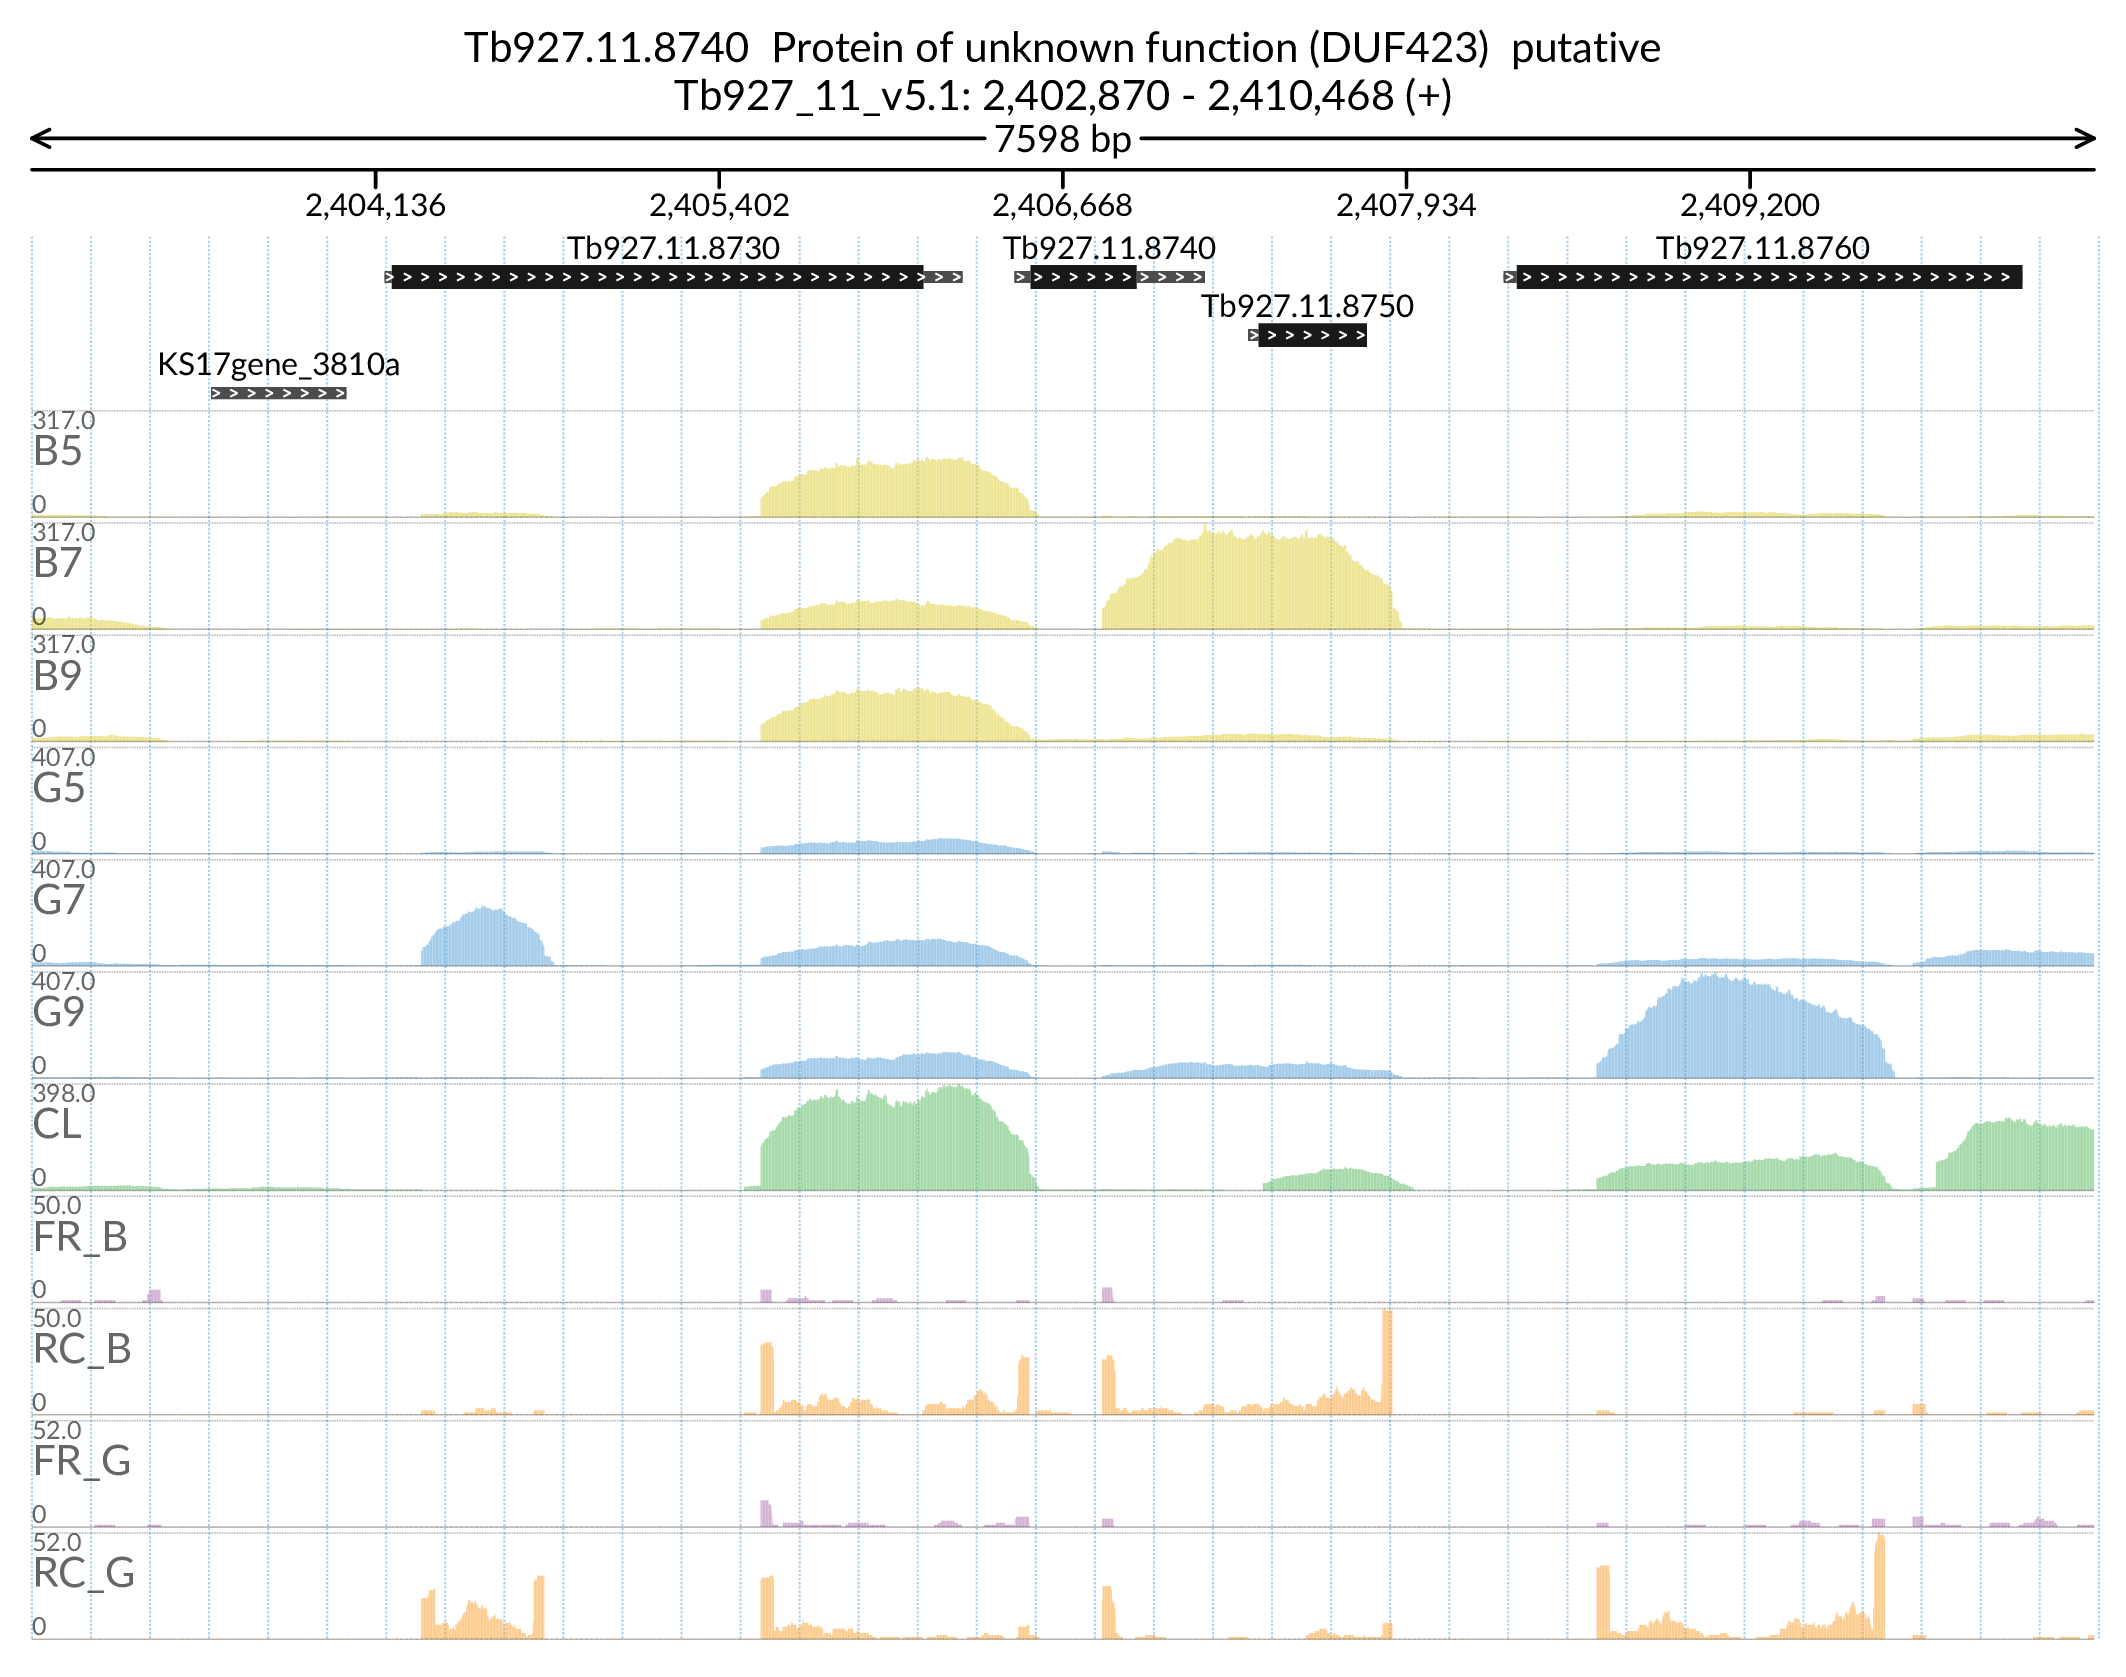 Tb927.11.8740 Protein of unknown function (DUF423) putative
Tb927_11_v5.1: 2,402,870 - 2,410,468 (+)
7598 bp
2,404,136 2,405,402 2,406,668 2,407,934 2,409,200
Tb927.11.8730 Tb927.11.8740 Tb927.11.8760
Tb927.11.8750
KS17gene_3810a
317.0
B5
0
317.0
B7
0
317.0
B9
0
407.0
G5
0
407.0
G7
0
407.0
G9
0
398.0
CL
0
50.0
FR_B
0
50.0
RC_B
0
52.0
FR_G
0
52.0
RC_G
0